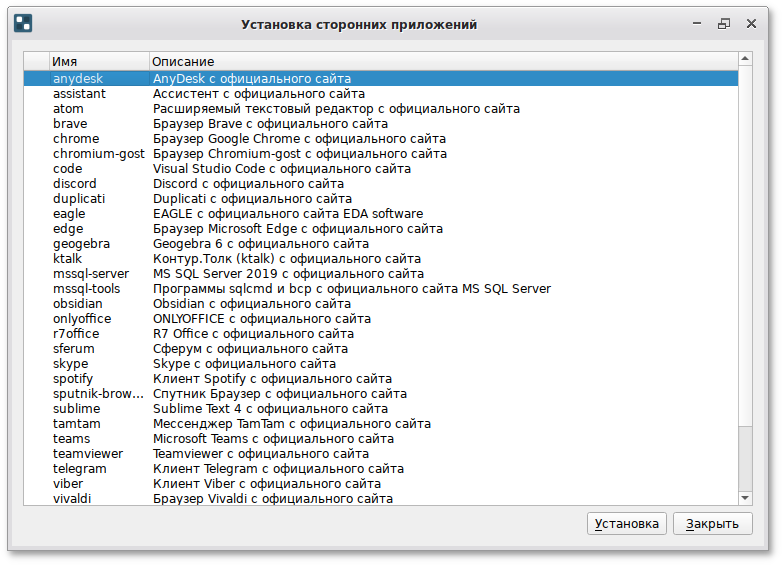 Установка сторонних приложений
Имя Описание
anydesk AnyDesk с официального сайта
assistant Ассистент с официального сайта
atom Расширяемый текстовый редактор с официального сайта
brave Браузер Brave с официального сайта
chrome Браузер Google Chrome с официального сайта
chromium-gost Браузер Chromium-gost с официального сайта
code Visual Studio Code с официального сайта
discord Discord с официального сайта
duplicati Duplicati с официального сайта
eagle EAGLE с официального сайта EDA software
edge Браузер Microsoft Edge с официального сайта
geogebra Geogebra 6 с официального сайта
ktalk Контур.Толк (ktalk) с официального сайта
mssql-server MS SQL Server 2019 с официального сайта
mssql-tools Программы sqlcmd и bcp с официального сайта MS SQL Server
obsidian Obsidian с официального сайта
onlyoffice ONLYOFFICE с официального сайта
r7office R7 Office с официального сайта
sferum Сферум с официального сайта
skype Skype с официального сайта
spotify Клиент Spotify с официального сайта
sputnik-brow... Спутник Браузер с официального сайта
sublime Sublime Text 4 с официального сайта
tamtam Мессенджер TamTam с официального сайта
teams Microsoft Teams с официального сайта
teamviewer Teamviewer с официального сайта
telegram Клиент Telegram с официального сайта
viber Клиент Viber с официального сайта
vivaldi Браузер Vivaldi с официального сайта
Установка Закрыть